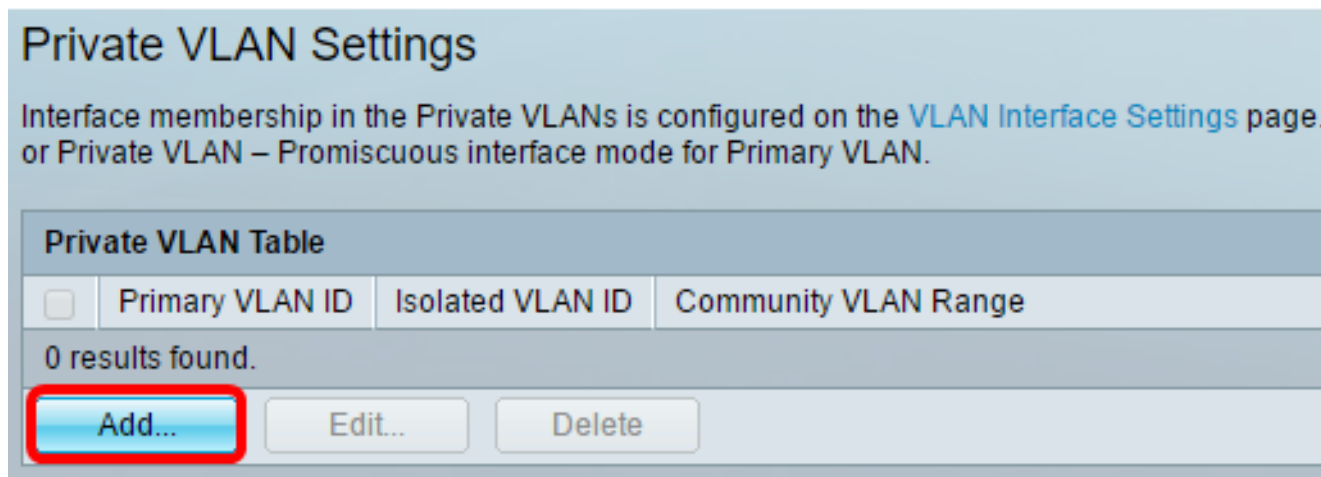 Private VLAN Settings
Interface membership in the Private VLANs is configured on the VLAN Interface Settings page.
or Private VLAN – Promiscuous interface mode for Primary VLAN.
Private VLAN Table
Primary VLAN ID Isolated VLAN ID Community VLAN Range
0 results found.
Add... Edit... Delete